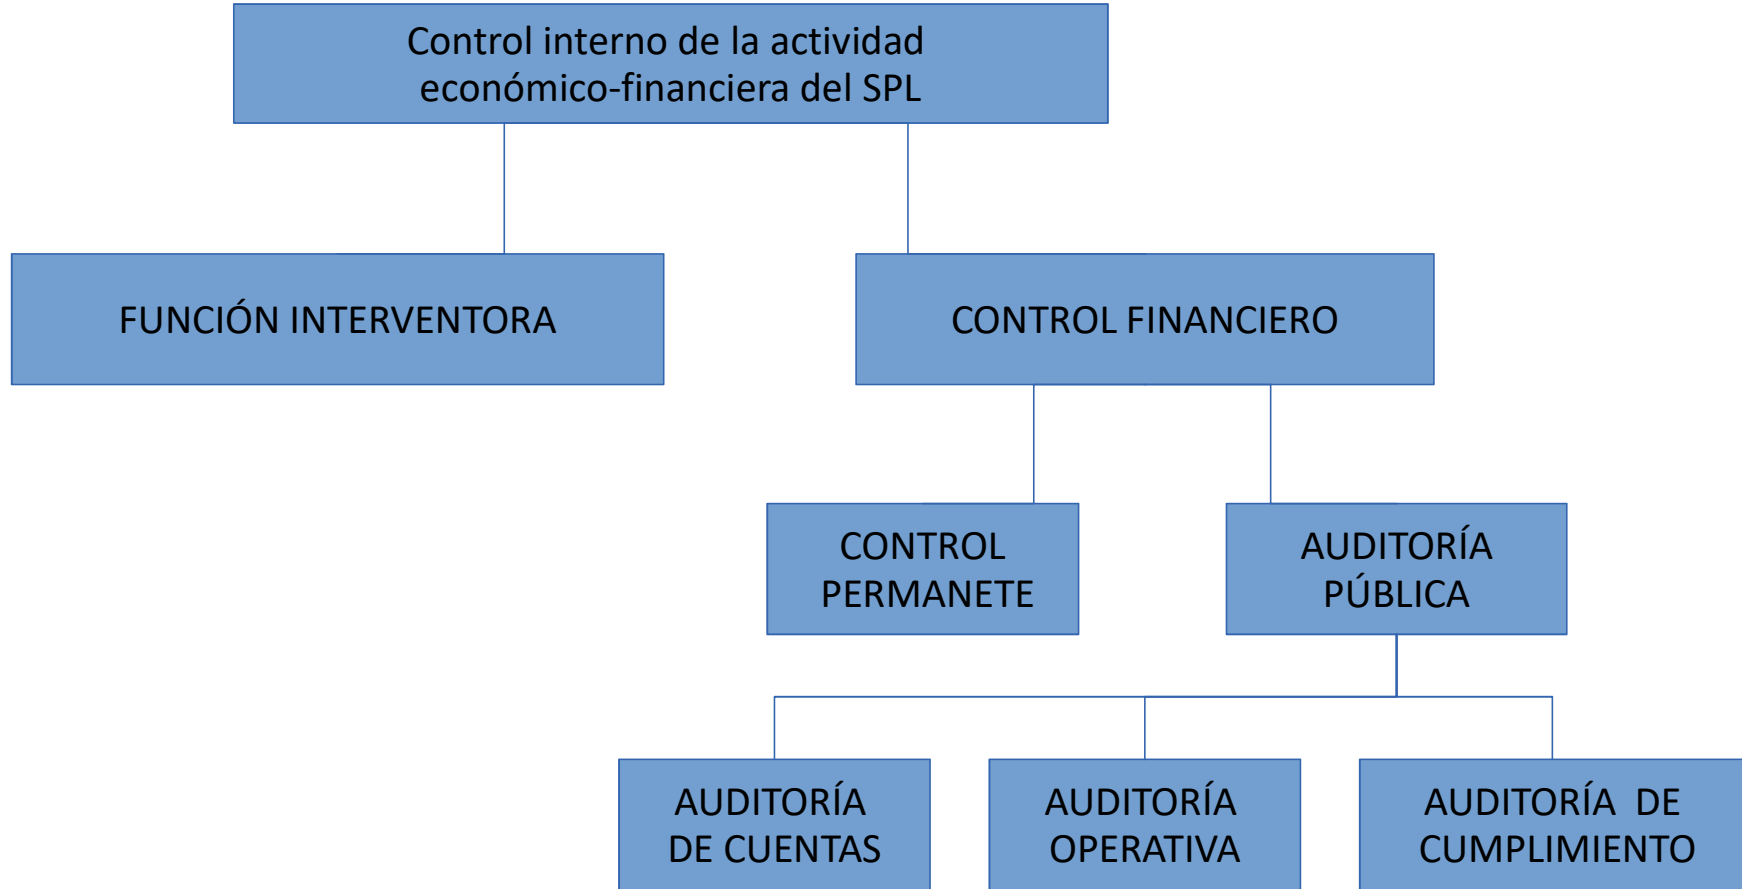 Control interno de la actividad
económico-financiera del SPL
FUNCIÓN INTERVENTORA
CONTROL FINANCIERO
CONTROL
PERMANETE
AUDITORÍA
PÚBLICA
AUDITORÍA
DE CUENTAS
AUDITORÍA
OPERATIVA
AUDITORÍA DE
CUMPLIMIENTO